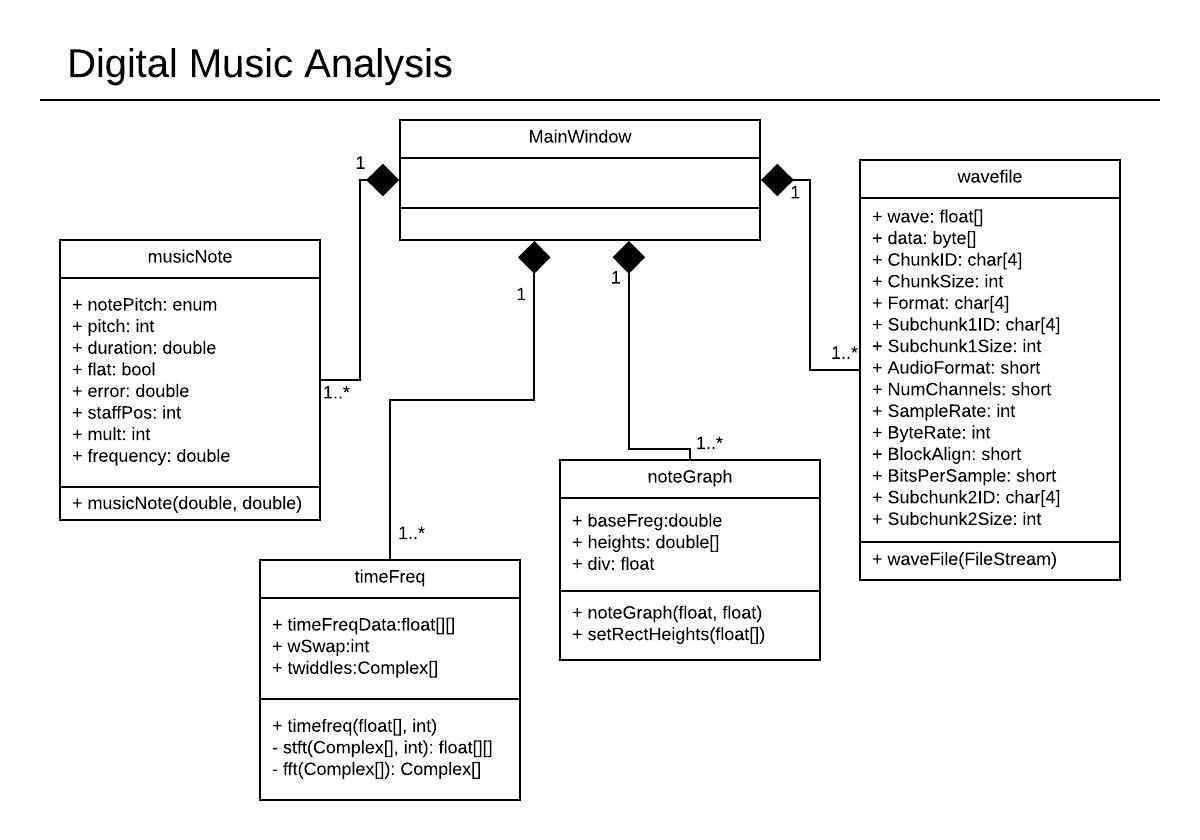 Digital Music Analysis
MainWindow
1
1
1
1
musicNote
+ notePitch: enum
+ pitch: int
+ duration: double
+ flat: bool
+ error: double
+ staffPos: int
+ mult: int
+ frequency: double
+ musicNote(double, double)
1..*
timeFreq
+ timeFreqData:float[][]
+ wSwap:int
+ twiddles:Complex[]
+ timefreq(float[], int)
- stft(Complex[], int): float[][]
- fft(Complex[]): Complex[]
1..*
noteGraph
+ baseFreg:double
+ heights: double[]
+ div: float
+ noteGraph(float, float)
+ setRectHeights(float[])
1..*
wavefile
+ wave: float[]
+ data: byte[]
+ ChunkID: char[4]
+ ChunkSize: int
+ Format: char[4]
+ Subchunk1ID: char[4]
+ Subchunk1Size: int
+ AudioFormat: short
+ NumChannels: short
+ SampleRate: int
+ ByteRate: int
+ BlockAlign: short
+ BitsPerSample: short
+ Subchunk2ID: char[4]
+ Subchunk2Size: int
+ waveFile(FileStream)
1..*